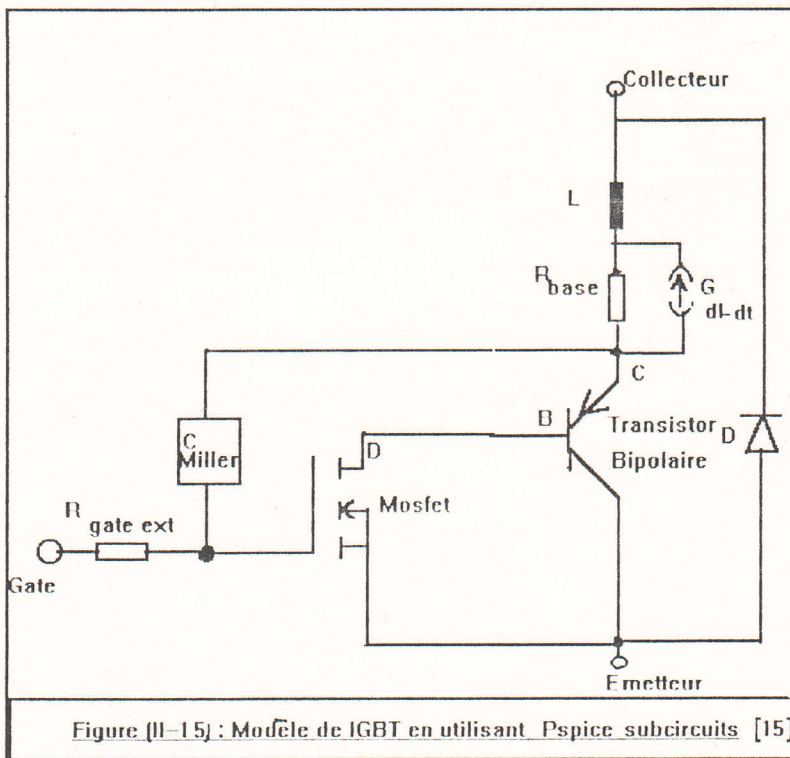 Collecteur
L
R base
G
dI-dt
C
B
Transistor D
Bipolaire
C
Miller
D
Mosfet
R gate ext
Gate
Emetteur
Figure (II-15) : Modèle de IGBT en utilisant Pspice subcircuits [15]